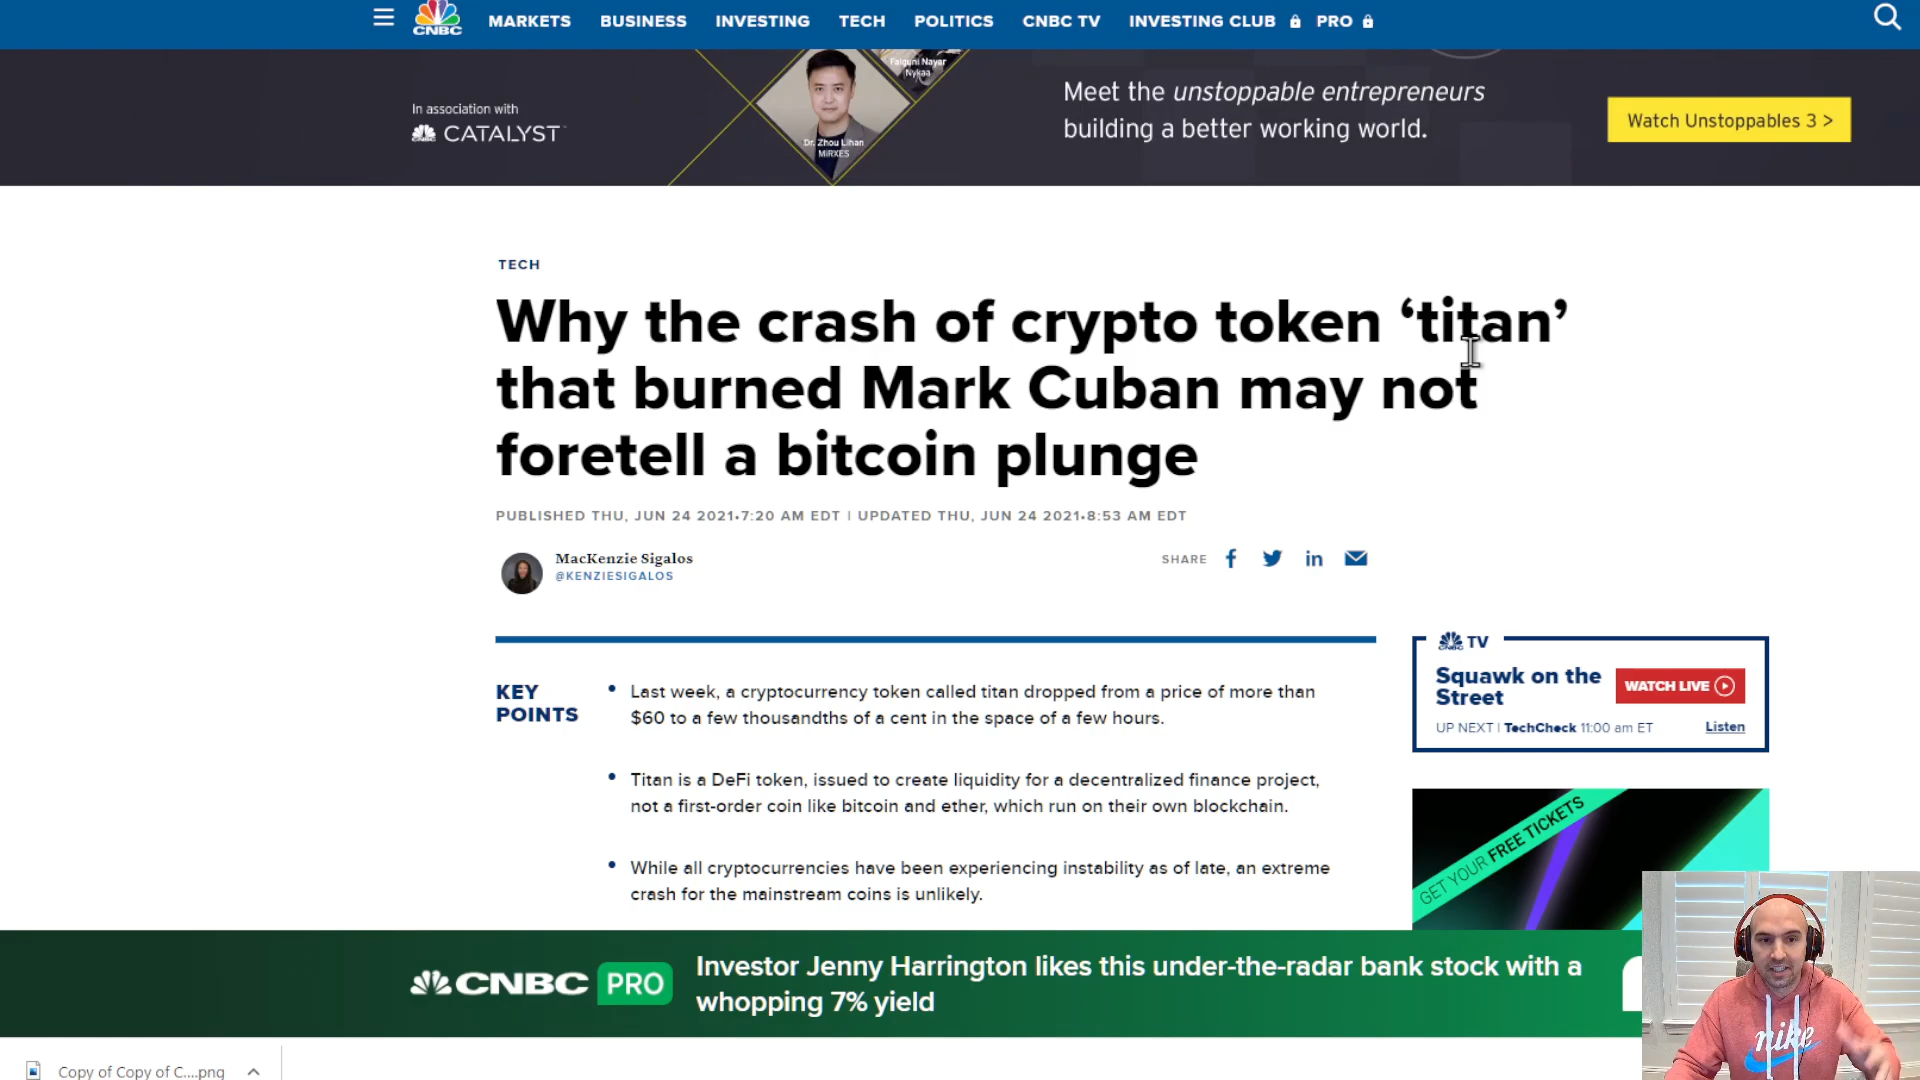 CNBC
MARKETS BUSINESS INVESTING TECH POLITICS CNBC TV INVESTING CLUB PRO
Falguni Nayar
Nykaa
In association with
CATALYST
Dr. Zhou Lihan
MiRXES
Meet the unstoppable entrepreneurs
building a better working world.
Watch Unstoppables 3 >
TECH
Why the crash of crypto token ‘titan’
that burned Mark Cuban may not
foretell a bitcoin plunge
PUBLISHED THU, JUN 24 2021•7:20 AM EDT | UPDATED THU, JUN 24 2021•8:53 AM EDT
MacKenzie Sigalos
@KENZIESIGALOS
SHARE
KEY
POINTS
• Last week, a cryptocurrency token called titan dropped from a price of more than
$60 to a few thousandths of a cent in the space of a few hours.
• Titan is a DeFi token, issued to create liquidity for a decentralized finance project,
not a first-order coin like bitcoin and ether, which run on their own blockchain.
• While all cryptocurrencies have been experiencing instability as of late, an extreme
crash for the mainstream coins is unlikely.
CNBC TV
Squawk on the
Street
WATCH LIVE
UP NEXT | TechCheck 11:00 am ET
Listen
GET YOUR FREE TICKETS
CNBC PRO
Investor Jenny Harrington likes this under-the-radar bank stock with a
whopping 7% yield
nike
Copy of Copy of C....png